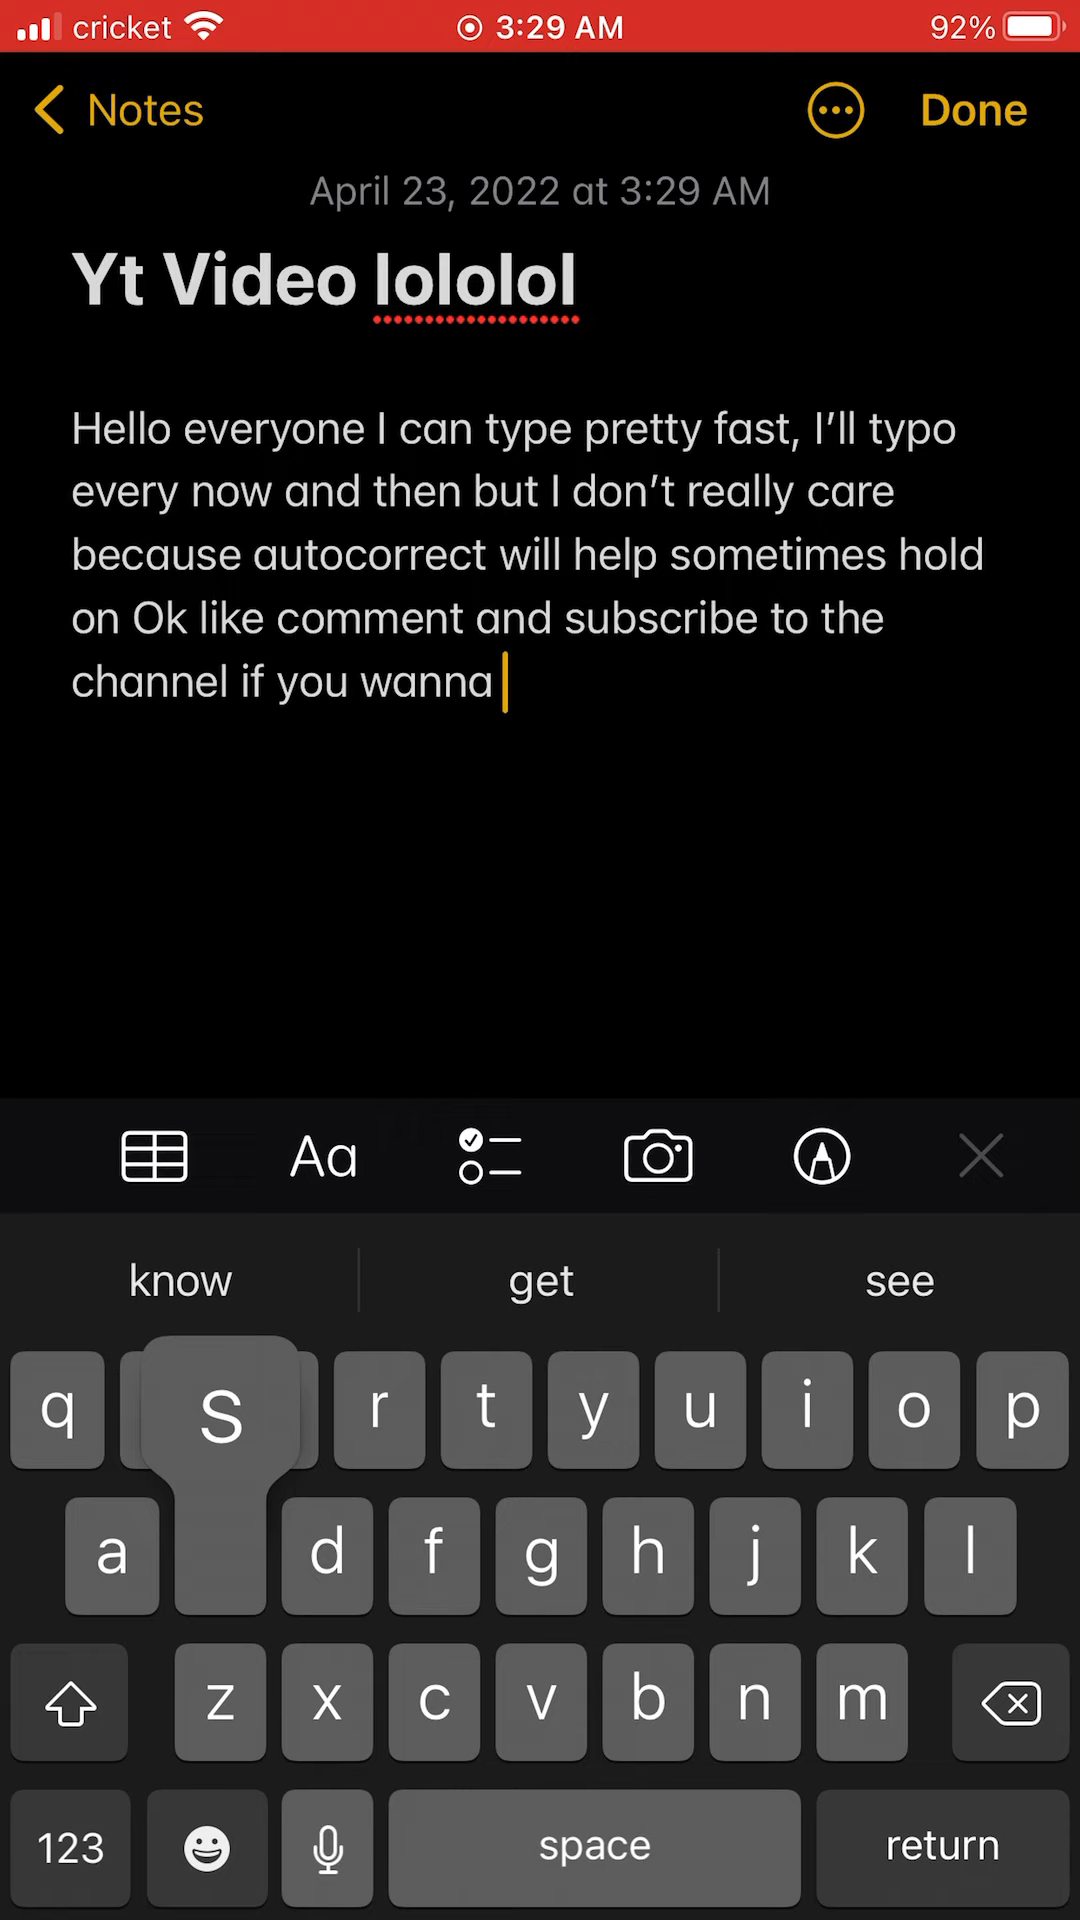 cricket 3:29 AM 92%
Notes Done
April 23, 2022 at 3:29 AM
Yt Video lololol
Hello everyone I can type pretty fast, I’ll typo
every now and then but I don’t really care
because autocorrect will help sometimes hold
on Ok like comment and subscribe to the
channel if you wanna
Aa
know get see
q s r t y u i o p
a d f g h j k l
z x c v b n m
123 space return